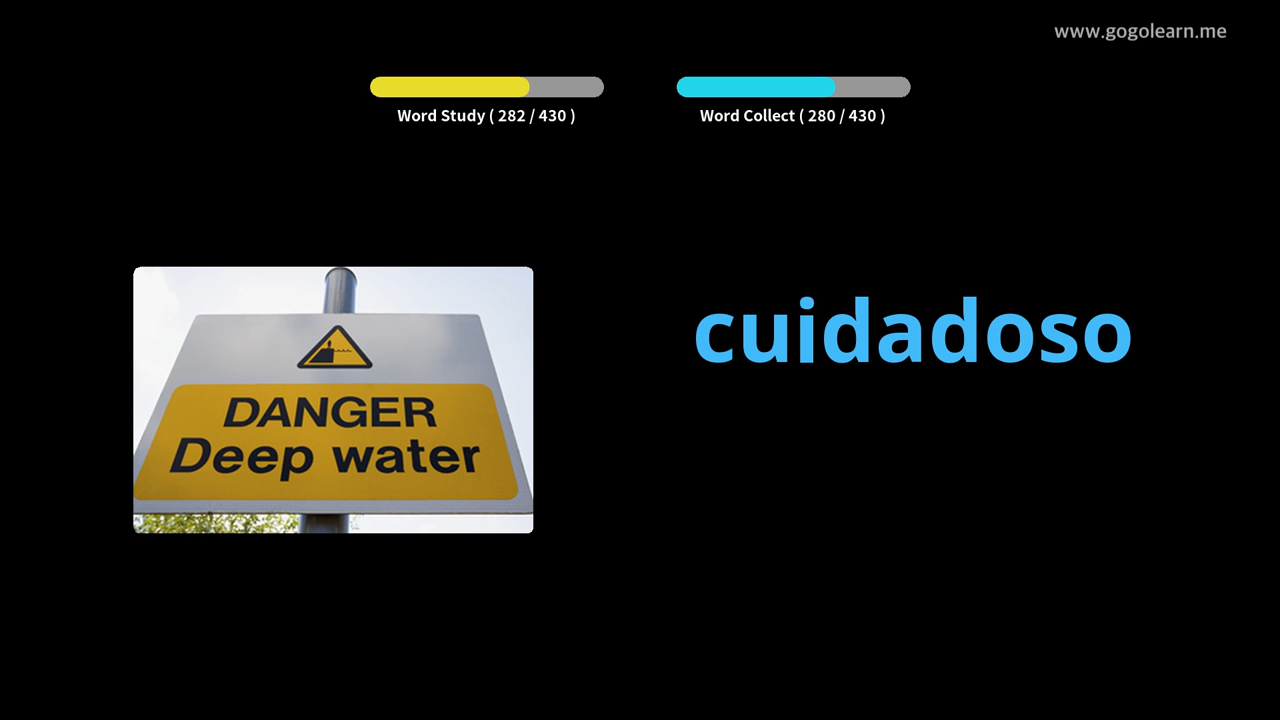 www.gogolearn.me
Word Study ( 282 / 430 )
Word Collect ( 280 / 430 )
DANGER
Deep water
cuidadoso